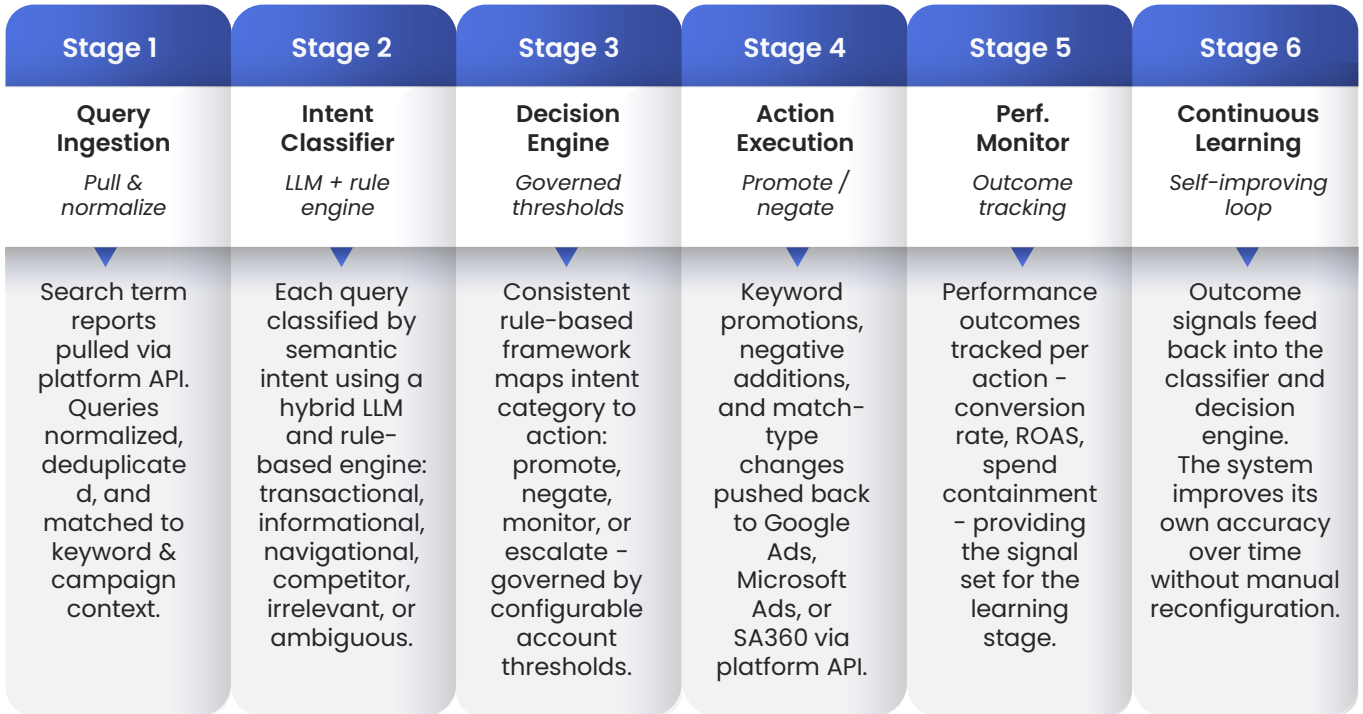 Stage 1
Query
Ingestion
Pull &
normalize
Search term
reports
pulled via
platform API.
Queries
normalized,
deduplicate
d, and
matched to
keyword &
campaign
context.
Stage 2
Intent
Classifier
LLM + rule
engine
Each query
classified by
semantic
intent using a
hybrid LLM
and rule-
based engine:
transactional,
informational,
navigational,
competitor,
irrelevant, or
ambiguous.
Stage 3
Decision
Engine
Governed
thresholds
Consistent
rule-based
framework
maps intent
category to
action:
promote,
negate,
monitor, or
escalate -
governed by
configurable
account
thresholds.
Stage 4
Action
Execution
Promote /
negate
Keyword
promotions,
negative
additions,
and match-
type
changes
pushed back
to Google
Ads,
Microsoft
Ads, or
SA360 via
platform API.
Stage 5
Perf.
Monitor
Outcome
tracking
Performance
outcomes
tracked per
action -
conversion
rate, ROAS,
spend
containment
- providing
the signal
set for the
learning
stage.
Stage 6
Continuous
Learning
Self-improving
loop
Outcome
signals feed
back into the
classifier and
decision
engine.
The system
improves its
own accuracy
over time
without manual
reconfiguration.